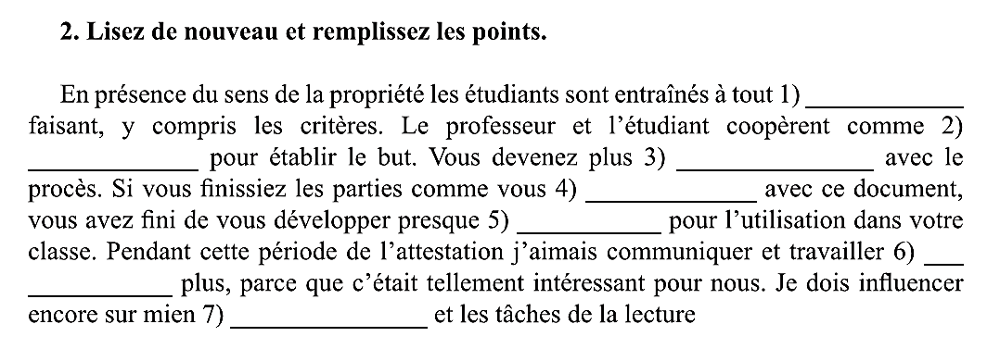 2. Lisez de nouveau et remplissez les points.
En présence du sens de la propriété les étudiants sont entraînés à tout 1) ______________
faisant, y compris les critères. Le professeur et l’étudiant coopèrent comme 2)
______________ pour établir le but. Vous devenez plus 3) ________________ avec le
procès. Si vous finissiez les parties comme vous 4) ______________ avec ce document,
vous avez fini de vous développer presque 5) ____________ pour l’utilisation dans votre
classe. Pendant cette période de l’attestation j’aimais communiquer et travailler 6) ___
____________ plus, parce que c’était tellement intéressant pour nous. Je dois influencer
encore sur mien 7) ________________ et les tâches de la lecture